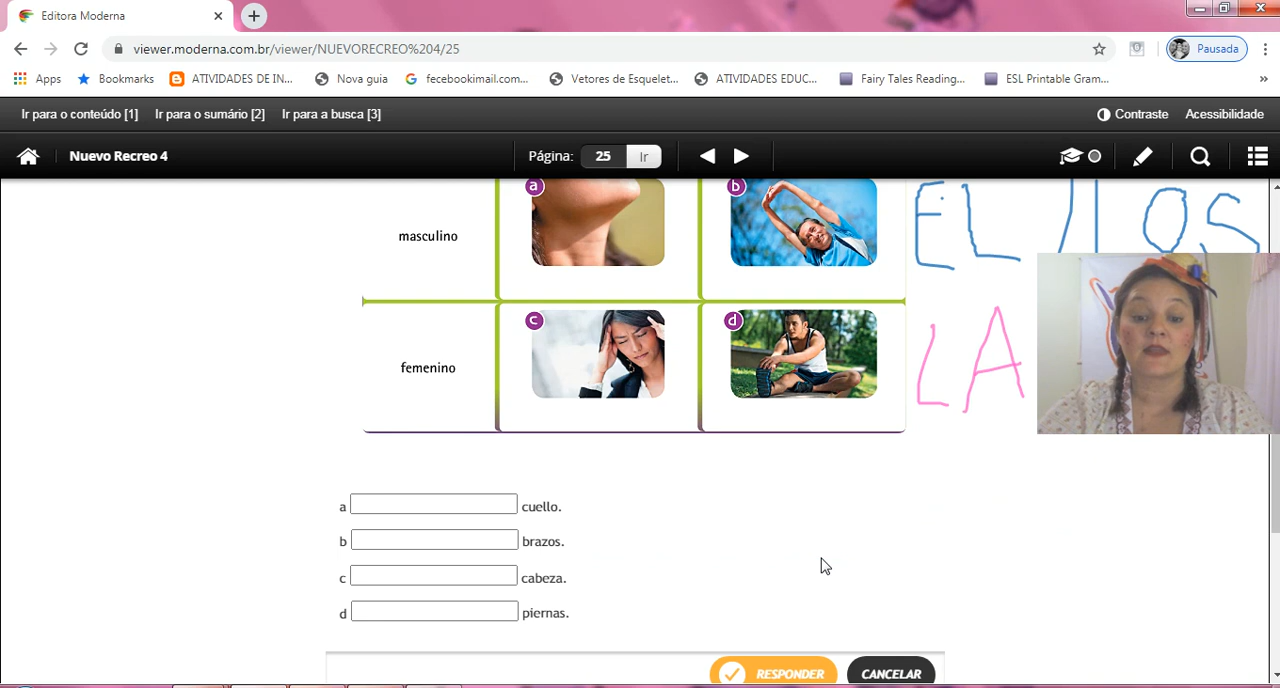 Editora Moderna
viewer.moderna.com.br/viewer/NUEVORECREO%204/25
Pausada
Apps Bookmarks ATIVIDADES DE IN... Nova guia fecebookimail.com... Vetores de Esquelet... ATIVIDADES EDUC... Fairy Tales Reading... ESL Printable Gram... »
Ir para o conteúdo [1] Ir para o sumário [2] Ir para a busca [3] Contraste Acessibilidade
Nuevo Recreo 4 Página: 25 Ir
a b
masculino EL / LOS
c d
femenino LA
a cuello.
b brazos.
c cabeza.
d piernas.
RESPONDER CANCELAR